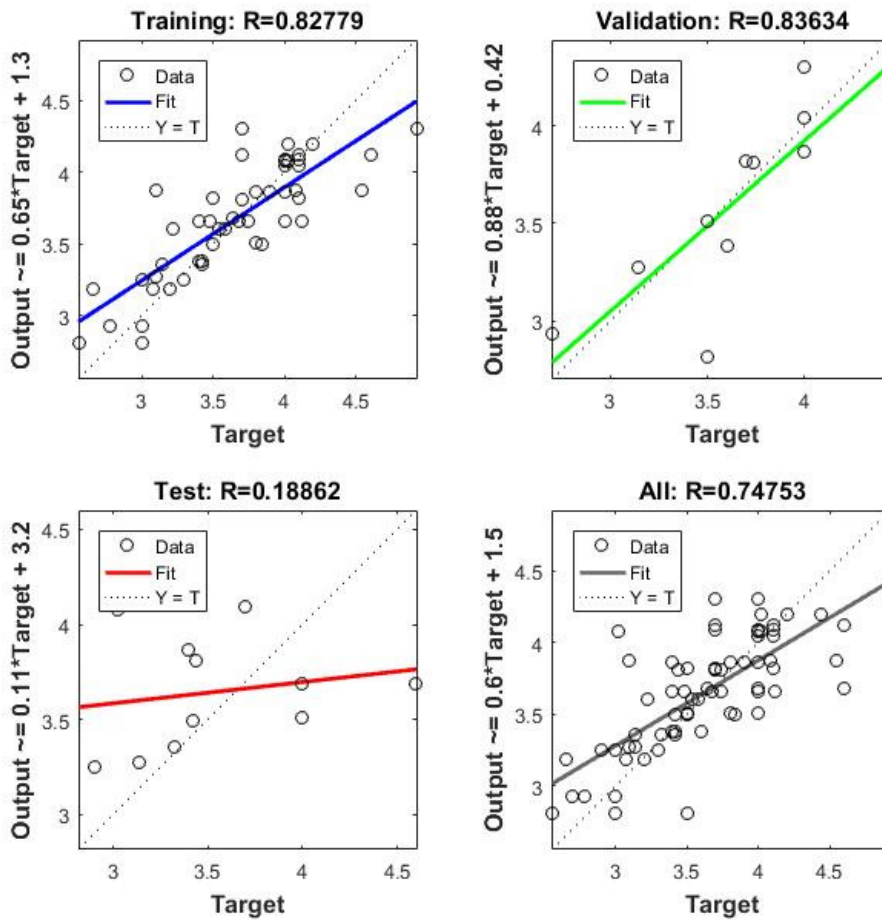 Training: R=0.82779
Output ~= 0.65*Target + 1.3
4.5
4
3.5
3
Data
Fit
Y = T
3
3.5
4
4.5
Target
Validation: R=0.83634
Output ~= 0.88*Target + 0.42
4
3.5
3
Data
Fit
Y = T
3
3.5
4
Target
Test: R=0.18862
Output ~= 0.11*Target + 3.2
4.5
4
3.5
3
Data
Fit
Y = T
3
3.5
4
4.5
Target
All: R=0.74753
Output ~= 0.6*Target + 1.5
4.5
4
3.5
3
Data
Fit
Y = T
3
3.5
4
4.5
Target